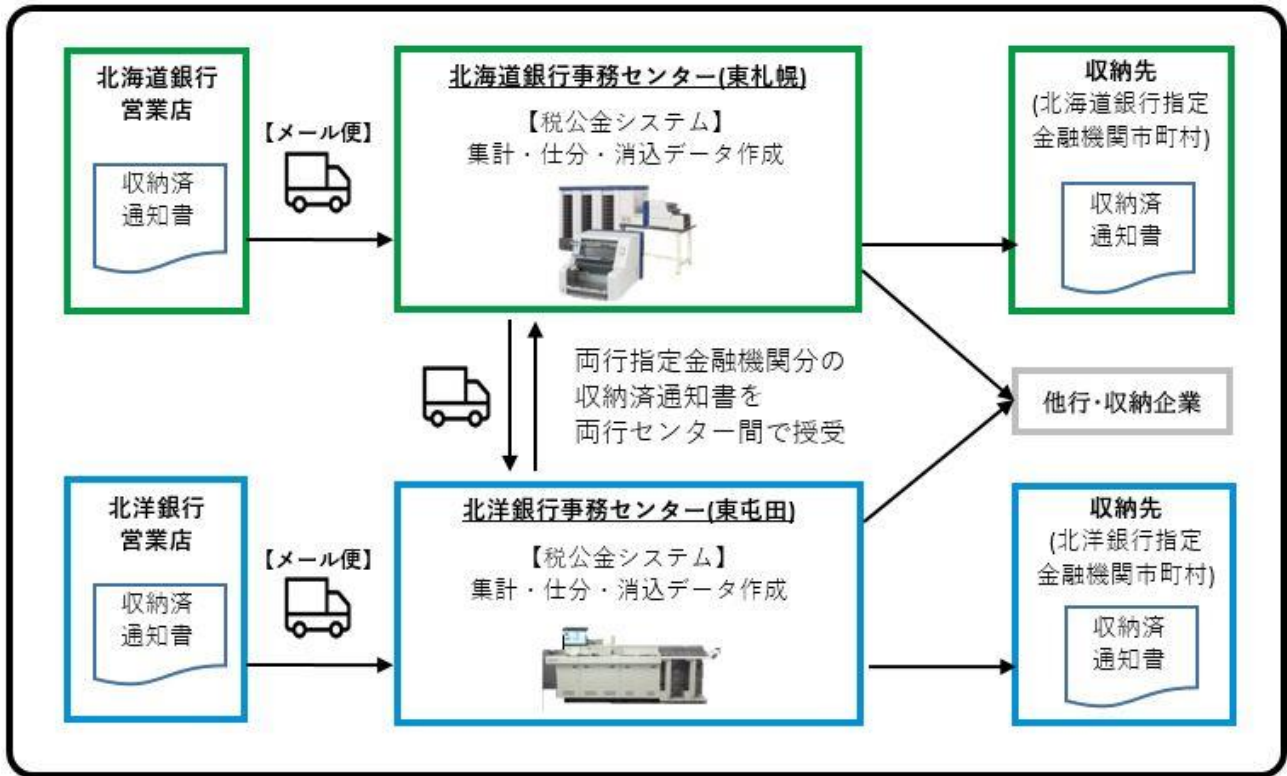 北海道銀行
営業店
収納済
通知書
【メール便】
北海道銀行事務センター(東札幌)
【税公金システム】
集計・仕分・消込データ作成
収納先
(北海道銀行指定
金融機関市町村)
収納済
通知書
両行指定金融機関分の
収納済通知書を
両行センター間で授受
他行・収納企業
北洋銀行
営業店
収納済
通知書
【メール便】
北洋銀行事務センター(東屯田)
【税公金システム】
集計・仕分・消込データ作成
収納先
(北洋銀行指定
金融機関市町村)
収納済
通知書